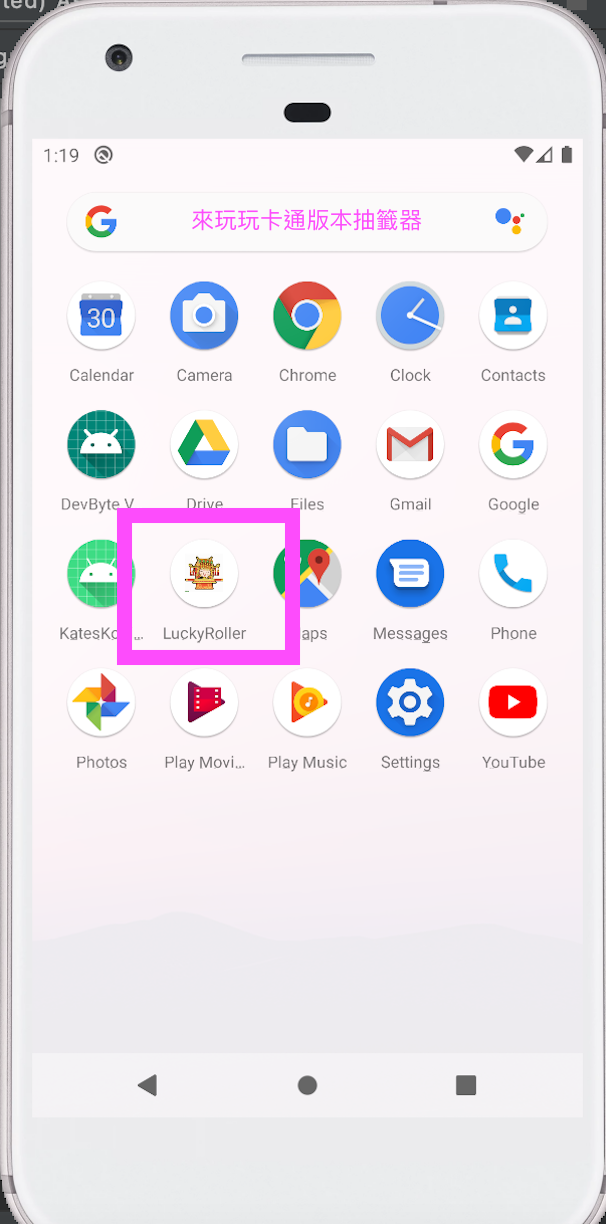 ted)
1:19
來玩玩卡通版本抽籤器
30
Calendar
Camera
Chrome
Clock
Contacts
DevByte V...
Drive
Files
Gmail
Google
KatesKo...
LuckyRoller
aps
Messages
Phone
Photos
Play Movi...
Play Music
Settings
YouTube